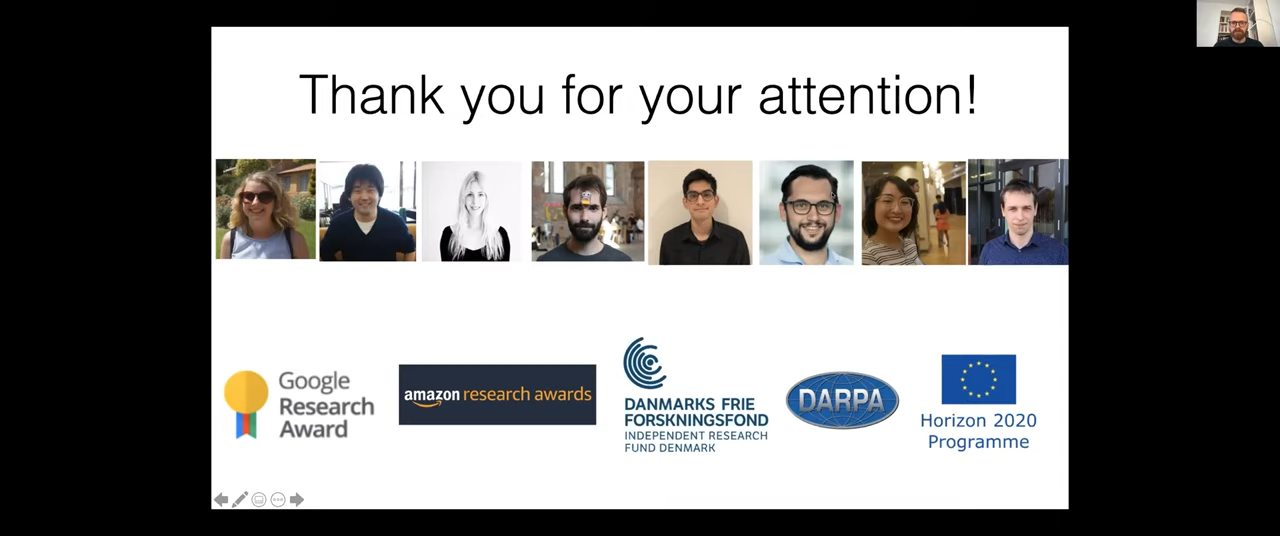 Thank you for your attention!
Google
Research
Award
amazon research awards
DANMARKS FRIE
FORSKNINGSFOND
INDEPENDENT RESEARCH
FUND DENMARK
DARPA
Horizon 2020
Programme